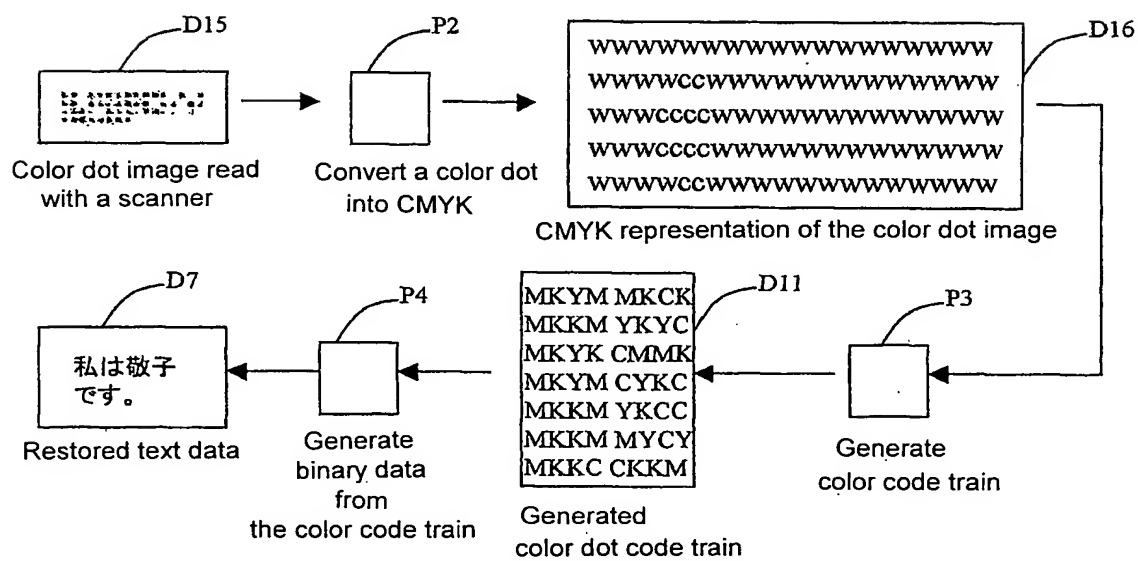 D15
P2
D16
WWWWWWWWWWWWWWWWWW
WWWWCCWWWWWWWWWWWWW
WWWCCCCWWWWWWWWWWWWW
WWWCCCCWWWWWWWWWWWWW
WWWWCCWWWWWWWWWWWWW
Color dot image read
with a scanner
Convert a color dot
into CMYK
CMYK representation of the color dot image
D7
P4
D11
P3
MKYM MKCK
MKKM YKYC
MKYK CMMK
MKYM CYKC
MKKM YKCC
MKKM MYCY
MKKC CKKM
私は敬子
です。
Restored text data
Generate
binary data
from
the color code train
Generated
color dot code train
Generate
color code train